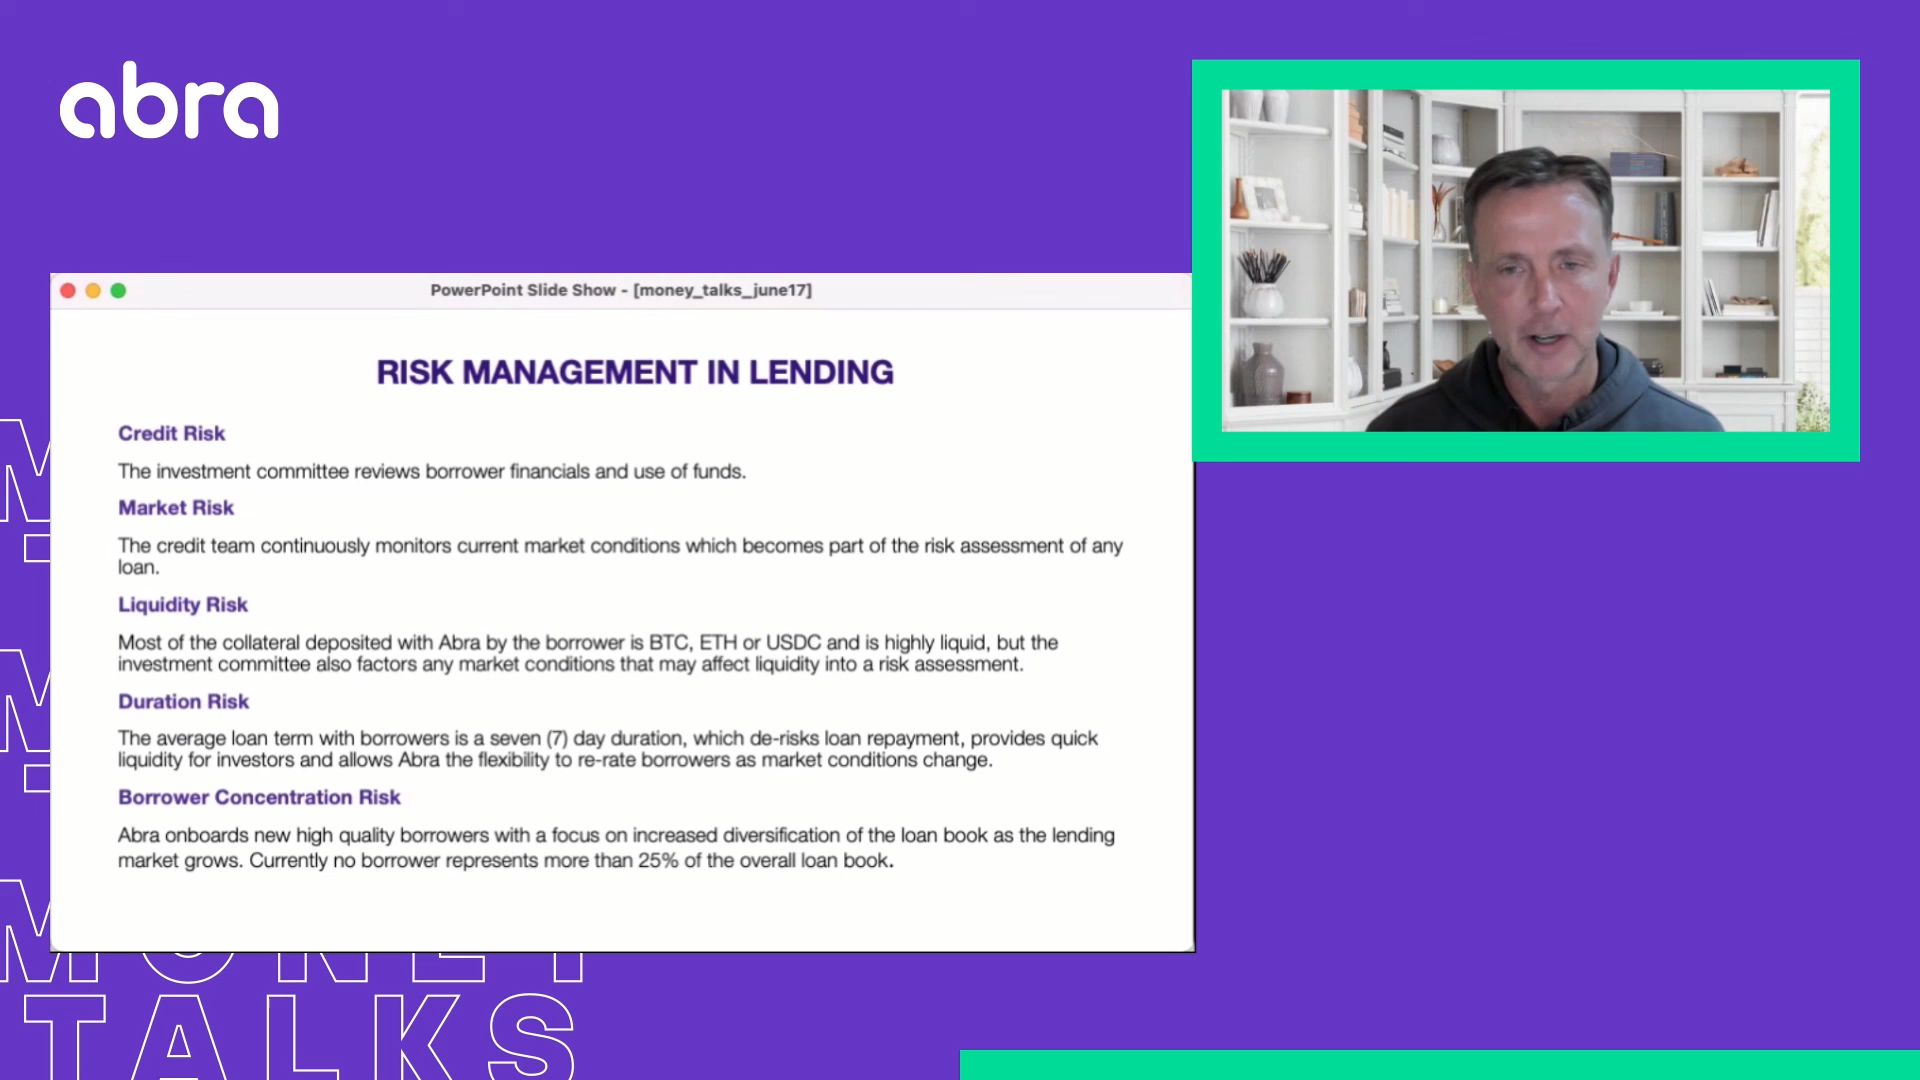 abra
PowerPoint Slide Show - [money_talks_june17]
RISK MANAGEMENT IN LENDING
Credit Risk
The investment committee reviews borrower financials and use of funds.
Market Risk
The credit team continuously monitors current market conditions which becomes part of the risk assessment of any
loan.
Liquidity Risk
Most of the collateral deposited with Abra by the borrower is BTC, ETH or USDC and is highly liquid, but the
investment committee also factors any market conditions that may affect liquidity into a risk assessment.
Duration Risk
The average loan term with borrowers is a seven (7) day duration, which de-risks loan repayment, provides quick
liquidity for investors and allows Abra the flexibility to re-rate borrowers as market conditions change.
Borrower Concentration Risk
Abra onboards new high quality borrowers with a focus on increased diversification of the loan book as the lending
market grows. Currently no borrower represents more than 25% of the overall loan book.
MONEY
TALKS